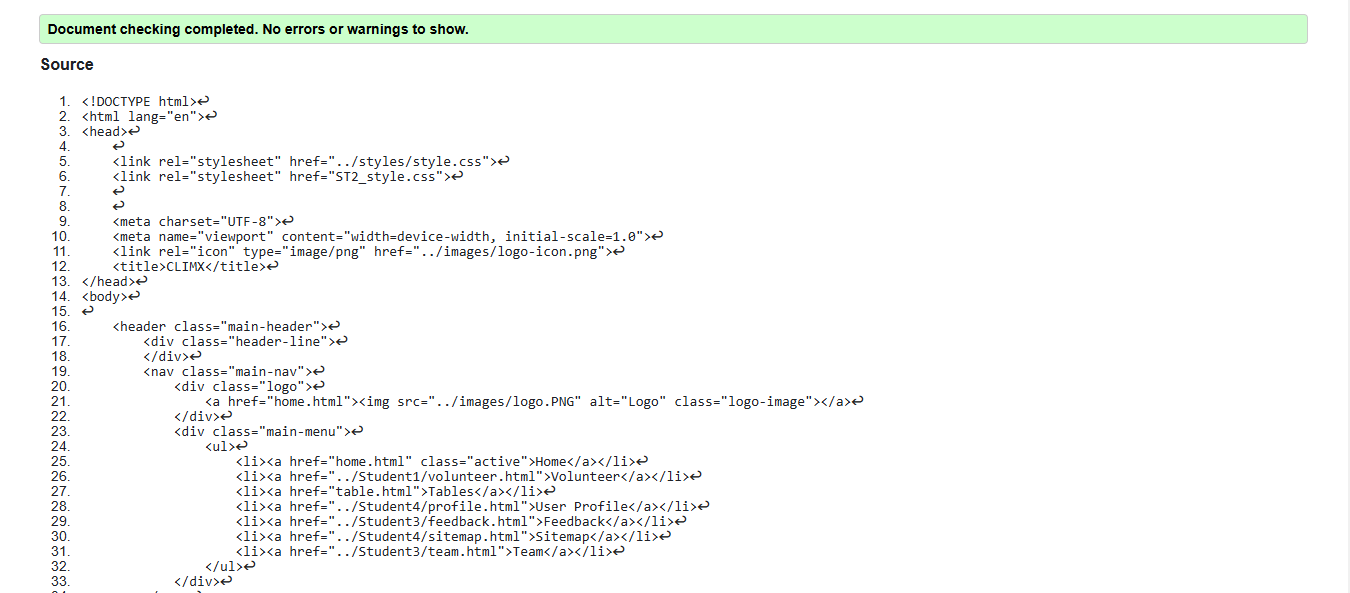 Document checking completed. No errors or warnings to show.
Source
1. <!DOCTYPE html>↩
2. <html lang="en">↩
3. <head>↩
4. ↩
5. <link rel="stylesheet" href="../styles/style.css">↩
6. <link rel="stylesheet" href="ST2_style.css">↩
7. ↩
8. ↩
9. <meta charset="UTF-8">↩
10. <meta name="viewport" content="width=device-width, initial-scale=1.0">↩
11. <link rel="icon" type="image/png" href="../images/logo-icon.png">↩
12. <title>CLIMX</title>↩
13. </head>↩
14. <body>↩
15. ↩
16. <header class="main-header">↩
17. <div class="header-line">↩
18. </div>↩
19. <nav class="main-nav">↩
20. <div class="logo">↩
21. <a href="home.html"><img src="../images/logo.PNG" alt="Logo" class="logo-image"></a>↩
22. </div>↩
23. <div class="main-menu">↩
24. <ul>↩
25. <li><a href="home.html" class="active">Home</a></li>↩
26. <li><a href="../Student1/volunteer.html">Volunteer</a></li>↩
27. <li><a href="table.html">Tables</a></li>↩
28. <li><a href="../Student4/profile.html">User Profile</a></li>↩
29. <li><a href="../Student3/feedback.html">Feedback</a></li>↩
30. <li><a href="../Student4/sitemap.html">Sitemap</a></li>↩
31. <li><a href="../Student3/team.html">Team</a></li>↩
32. </ul>↩
33. </div>↩